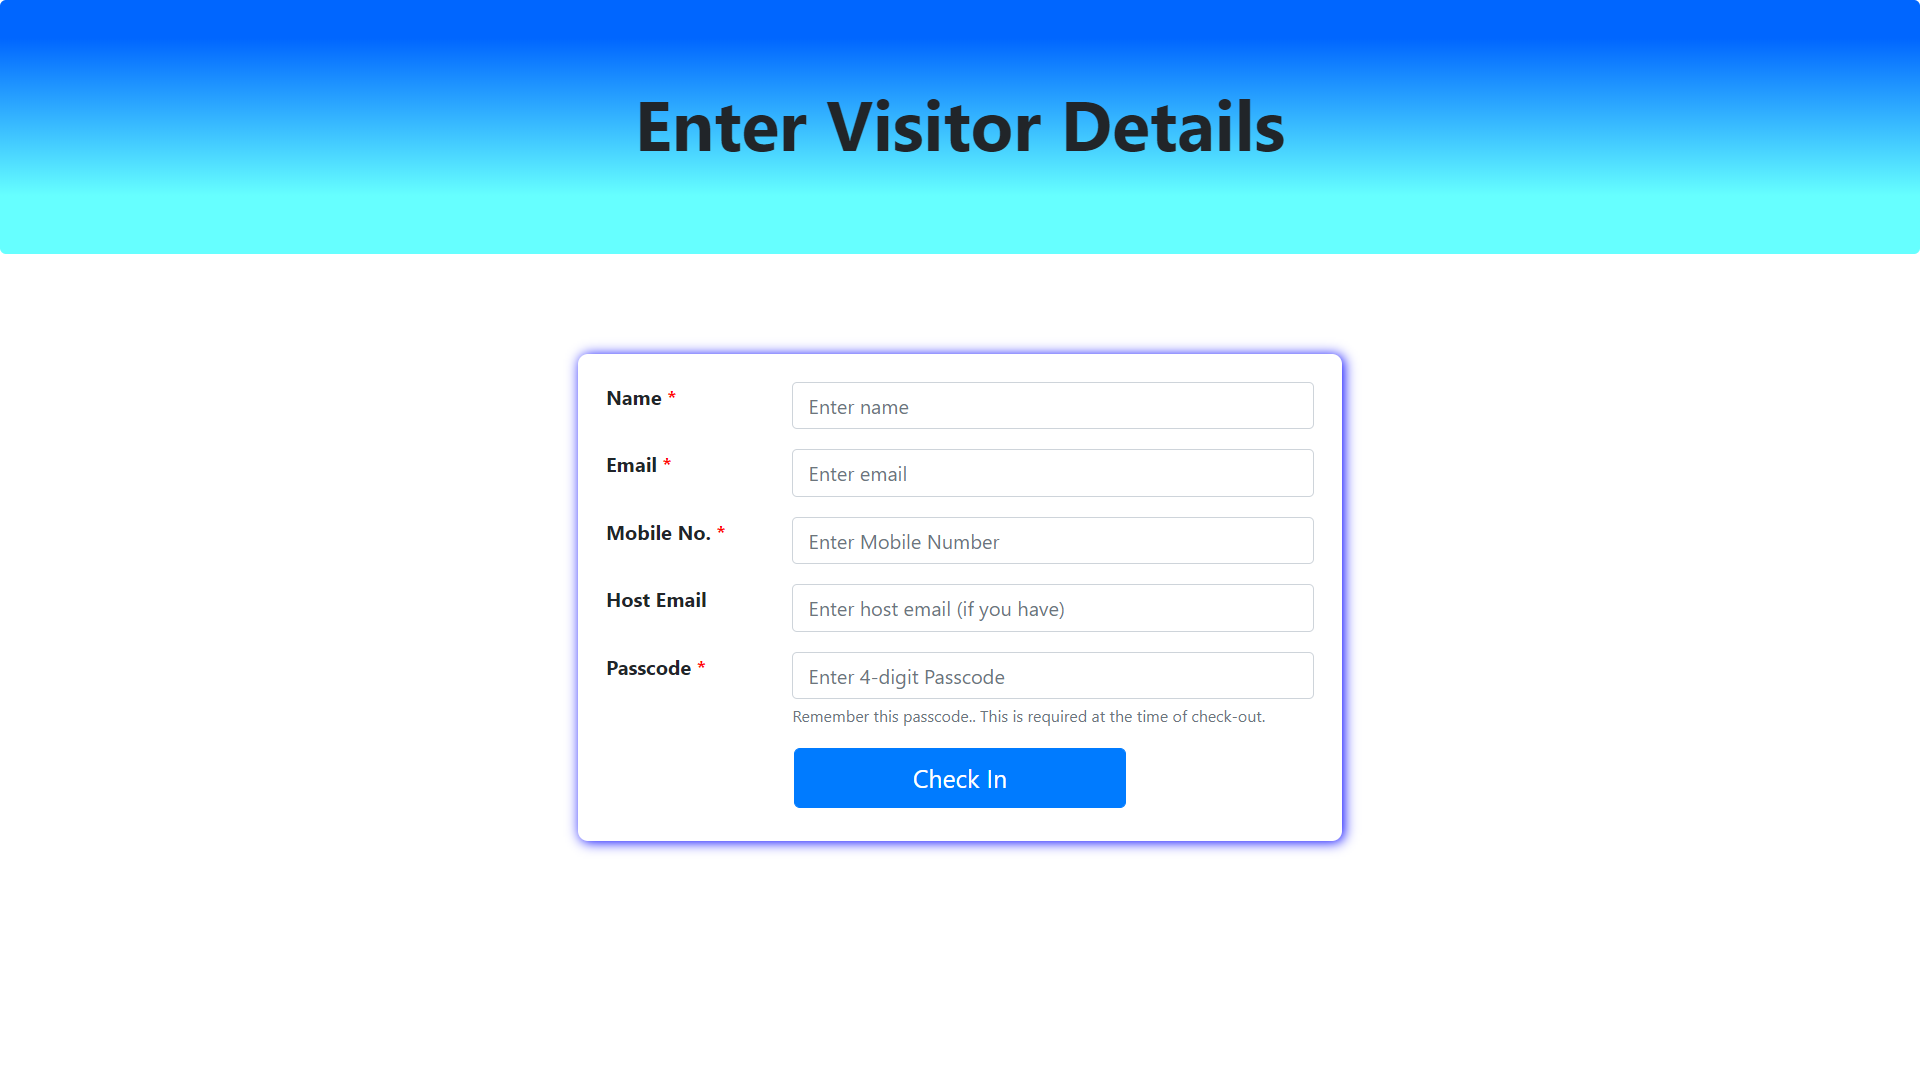 Enter Visitor Details
Name *
Enter name
Email *
Enter email
Mobile No. *
Enter Mobile Number
Host Email
Enter host email (if you have)
Passcode *
Enter 4-digit Passcode
Remember this passcode.. This is required at the time of check-out.
Check In